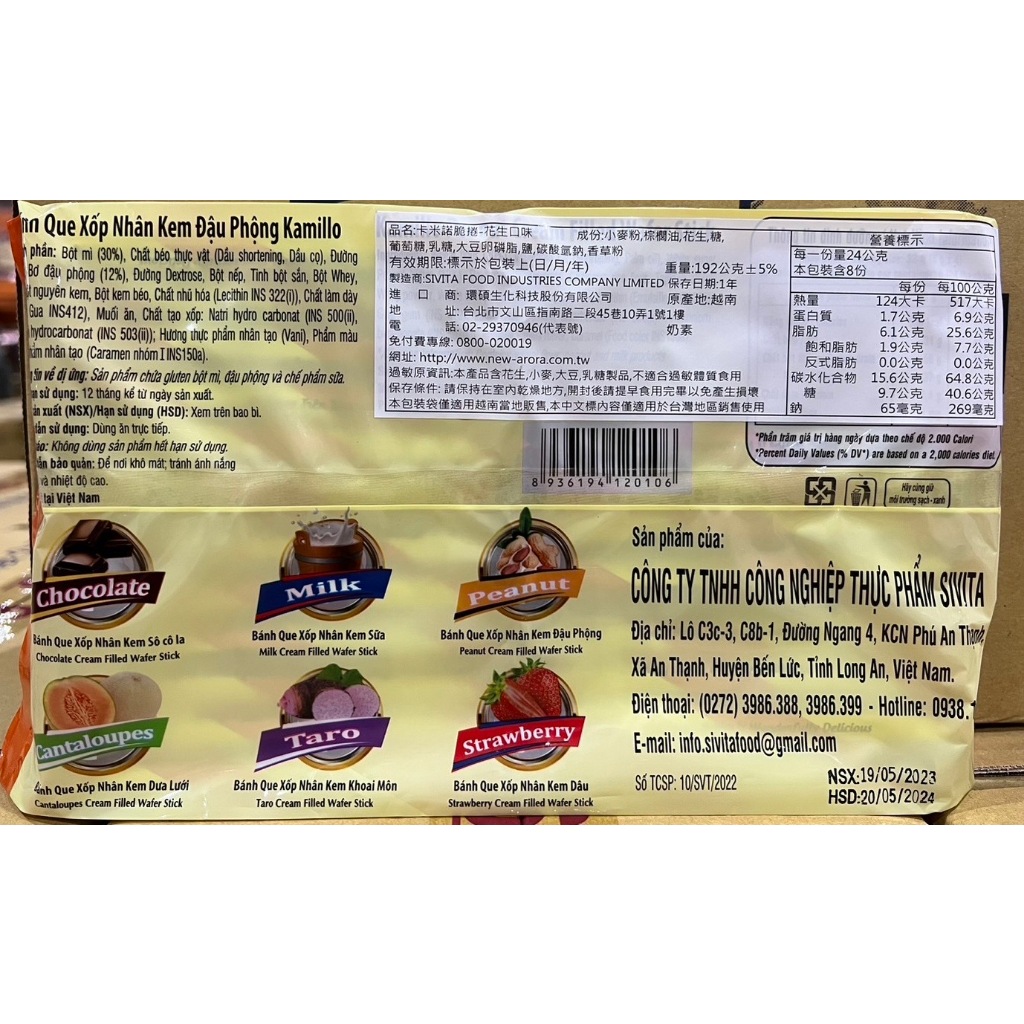 Que Xốp Nhân Kem Đậu Phộng Kamillo
phần: Bột mì (30%), Chất béo thực vật (Dầu shortening, Dầu cọ), Đường
Bơ đậu phộng (12%), Đường Dextrose, Bột nếp, Tinh bột sắn, Bột Whey,
nguyên kem, Bột kem béo, Chất nhũ hóa (Lecithin INS 322(i)), Chất làm dày
Gua INS412), Muối ăn, Chất tạo xốp: Natri hydro carbonat (INS 500(ii),
hydrocarbonat (INS 503(ii)); Hương thực phẩm nhân tạo (Vani), Phẩm màu
nhân tạo (Caramen nhóm I INS150a).
tin về dị ứng: Sản phẩm chứa gluten bột mì, đậu phộng và chế phẩm sữa.
sử dụng: 12 tháng kể từ ngày sản xuất.
xuất (NSX)/Hạn sử dụng (HSD): Xem trên bao bì.
sử dụng: Dùng ăn trực tiếp.
Không dùng sản phẩm hết hạn sử dụng.
bảo quản: Để nơi khô mát; tránh ánh nắng
và nhiệt độ cao.
tại Việt Nam
品名:卡米諾脆捲-花生口味 成份:小麥粉,棕櫚油,花生,糖,
葡萄糖,乳糖,大豆卵磷脂,鹽,碳酸氫鈉,香草粉
有效期限:標示於包裝上(日/月/年) 重量:192公克±5%
製造商:SIVITA FOOD INDUSTRIES COMPANY LIMITED 保存日期:1年
進口商: 環碩生化科技股份有限公司 原產地:越南
地址: 台北市文山區指南路二段45巷10弄1號1樓
電話: 02-29370946(代表號) 奶素
免付費專線: 0800-020019
網址: http://www.new-arora.com.tw
過敏原資訊:本產品含花生,小麥,大豆,乳糖製品,不適合過敏體質食用
保存條件: 請保持在室內乾燥地方,開封後請提早食用完畢以免產生損壞
本包裝袋僅適用越南當地販售,本中文標內容僅適用於台灣地區銷售使用
營養標示
每一份量24公克
本包裝含8份
每份 每100公克
熱量 124大卡 517大卡
蛋白質 1.7公克 6.9公克
脂肪 6.1公克 25.6公克
飽和脂肪 1.9公克 7.7公克
反式脂肪 0.0公克 0.0公克
碳水化合物 15.6公克 64.8公克
糖 9.7公克 40.6公克
鈉 65毫克 269毫克
*Phần trăm giá trị hàng ngày dựa theo chế độ 2.000 Calori
*Percent Daily Values (% DV*) are based on a 2,000 calories diet
8 936194 120106
Hãy cùng giữ
môi trường sạch - xanh
Chocolate
Bánh Que Xốp Nhân Kem Sô cô la
Chocolate Cream Filled Wafer Stick
Milk
Bánh Que Xốp Nhân Kem Sữa
Milk Cream Filled Wafer Stick
Peanut
Bánh Que Xốp Nhân Kem Đậu Phộng
Peanut Cream Filled Wafer Stick
Cantaloupes
Bánh Que Xốp Nhân Kem Dưa Lưới
Cantaloupes Cream Filled Wafer Stick
Taro
Bánh Que Xốp Nhân Kem Khoai Môn
Taro Cream Filled Wafer Stick
Strawberry
Bánh Que Xốp Nhân Kem Dâu
Strawberry Cream Filled Wafer Stick
Sản phẩm của:
CÔNG TY TNHH CÔNG NGHIỆP THỰC PHẨM SIVITA
Địa chỉ: Lô C3c-3, C8b-1, Đường Ngang 4, KCN Phú An Thạnh,
Xã An Thạnh, Huyện Bến Lức, Tỉnh Long An, Việt Nam.
Điện thoại: (0272) 3986.388, 3986.399 - Hotline: 0938.
Delicious
E-mail: info.sivitafood@gmail.com
Số TCSP: 10/SVT/2022
NSX:19/05/2023
HSD:20/05/2024